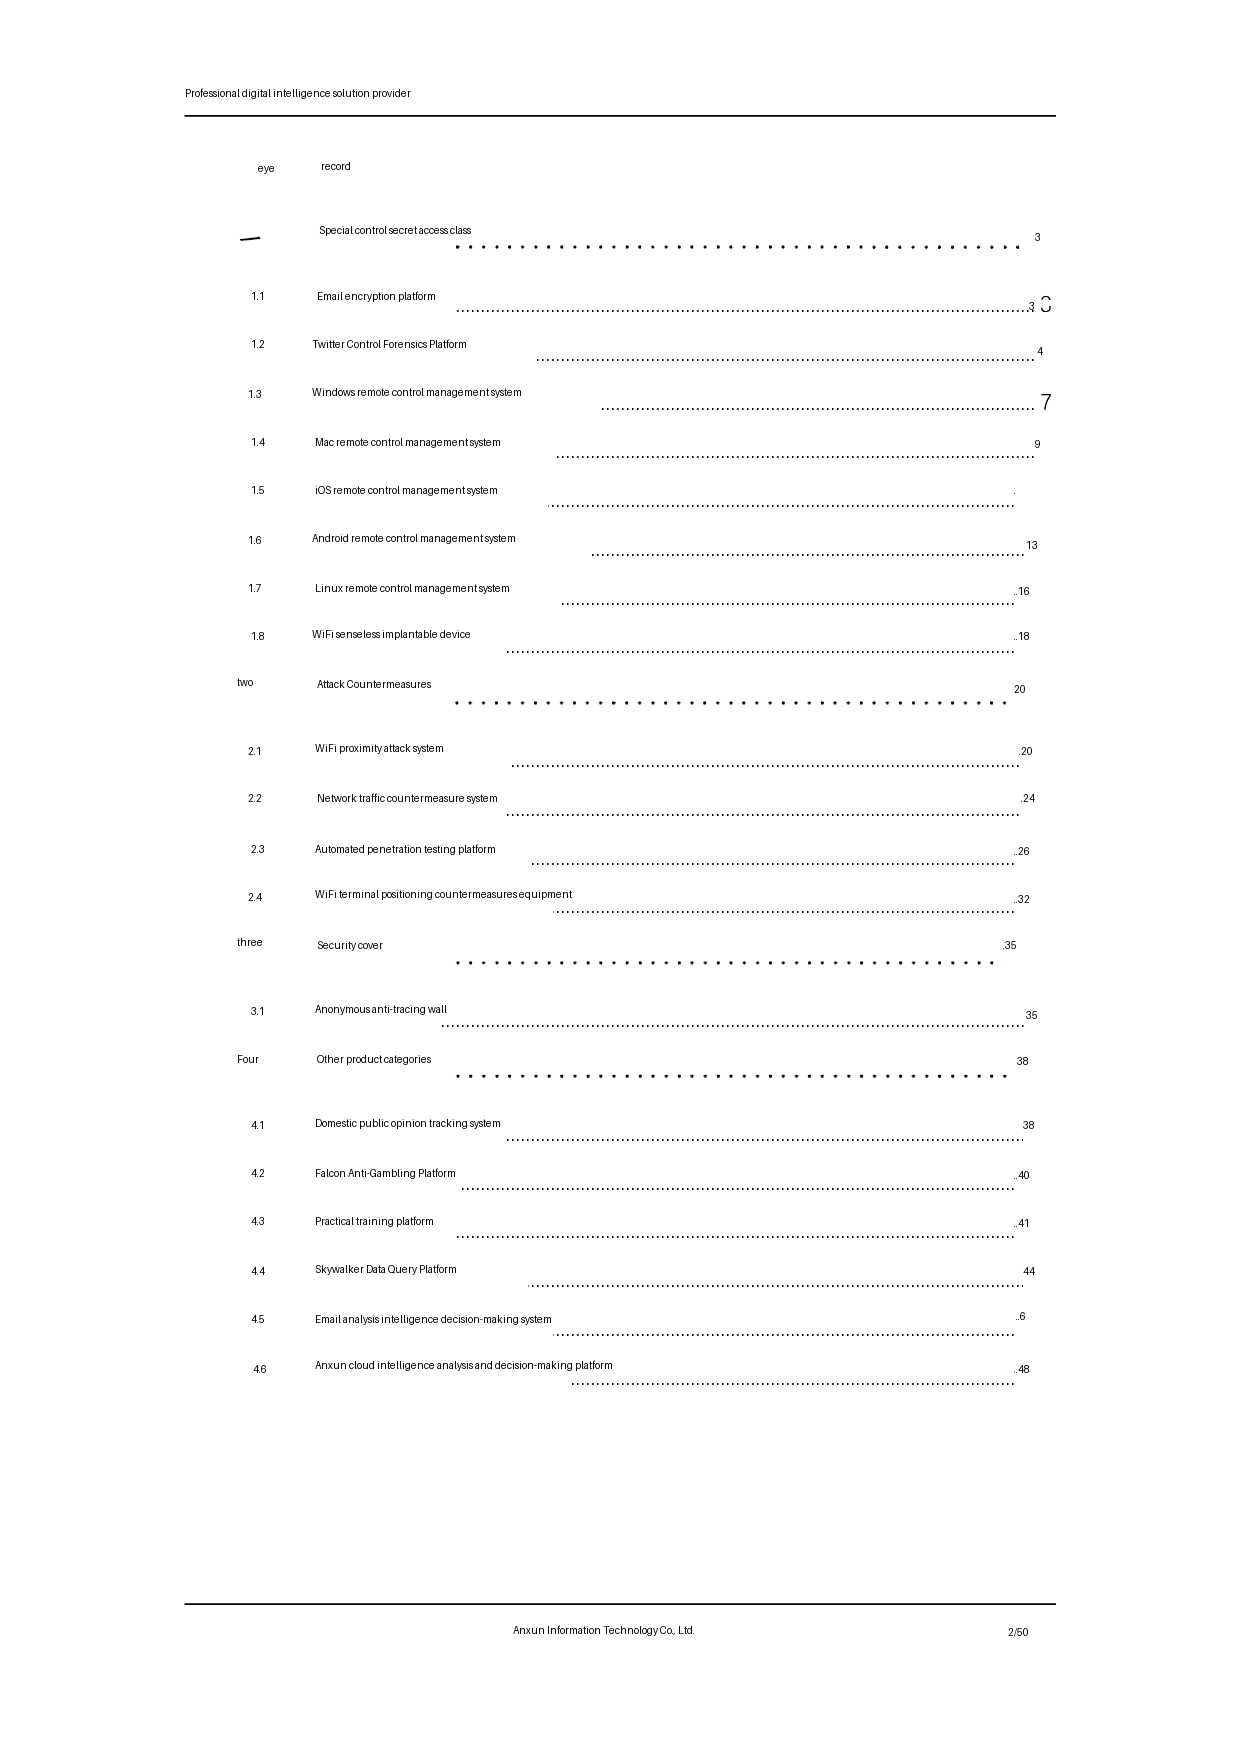 Professional digital intelligence solution provider
eye record
一 Special control secret access class 3
1.1 Email encryption platform 3
1.2 Twitter Control Forensics Platform 4
1.3 Windows remote control management system 7
1.4 Mac remote control management system 9
1.5 iOS remote control management system
1.6 Android remote control management system 13
1.7 Linux remote control management system ..16
1.8 WiFi senseless implantable device ..18
two Attack Countermeasures 20
2.1 WiFi proximity attack system .20
2.2 Network traffic countermeasure system .24
2.3 Automated penetration testing platform ..26
2.4 WiFi terminal positioning countermeasures equipment ..32
three Security cover .35
3.1 Anonymous anti-tracing wall 35
Four Other product categories 38
4.1 Domestic public opinion tracking system 38
4.2 Falcon Anti-Gambling Platform ..40
4.3 Practical training platform ..41
4.4 Skywalker Data Query Platform 44
4.5 Email analysis intelligence decision-making system ..6
4.6 Anxun cloud intelligence analysis and decision-making platform ..48
Anxun Information Technology Co., Ltd. 2/50